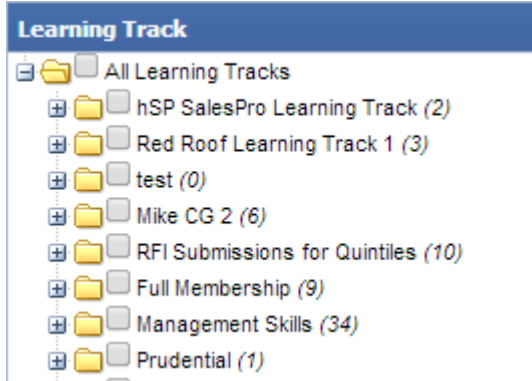 Learning Track
All Learning Tracks
hSP SalesPro Learning Track (2)
Red Roof Learning Track 1 (3)
test (0)
Mike CG 2 (6)
RFI Submissions for Quintiles (10)
Full Membership (9)
Management Skills (34)
Prudential (1)